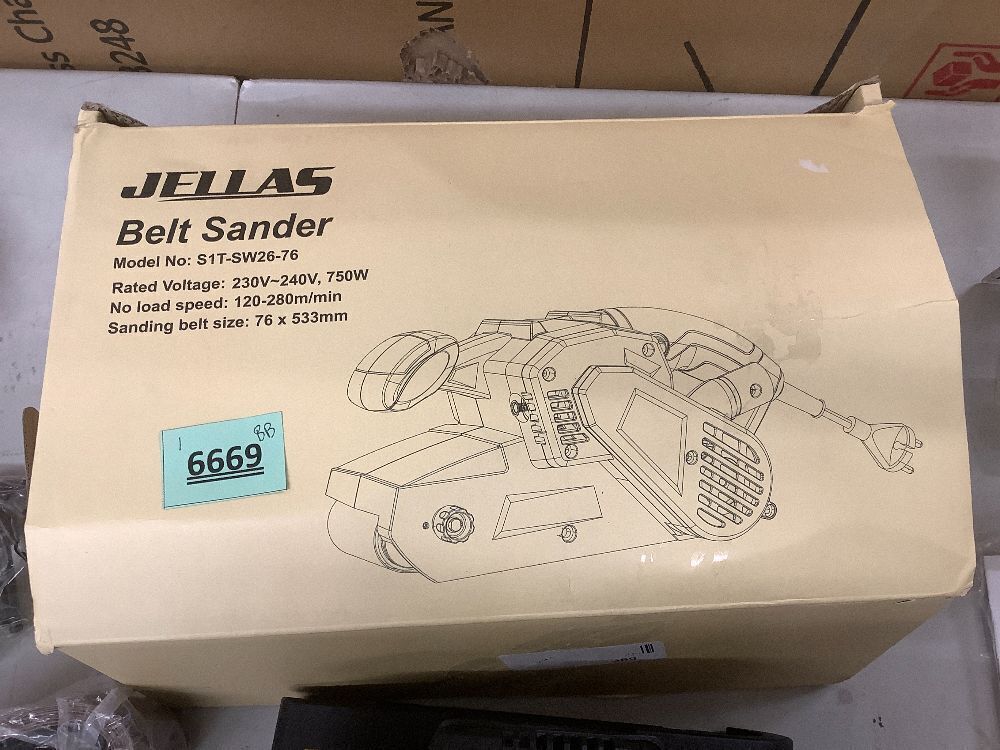 3248
JELLAS
Belt Sander
Model No: S1T-SW26-76
Rated Voltage: 230V~240V, 750W
No load speed: 120-280m/min
Sanding belt size: 76 x 533mm
1 BB
6669